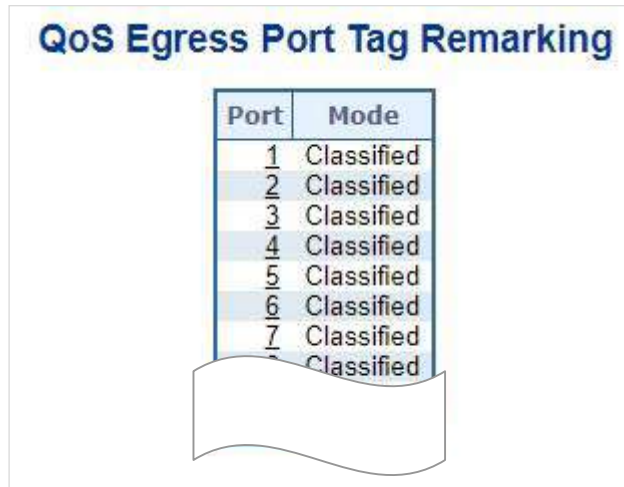 QoS Egress Port Tag Remarking
Port Mode
1 Classified
2 Classified
3 Classified
4 Classified
5 Classified
6 Classified
7 Classified
Classified